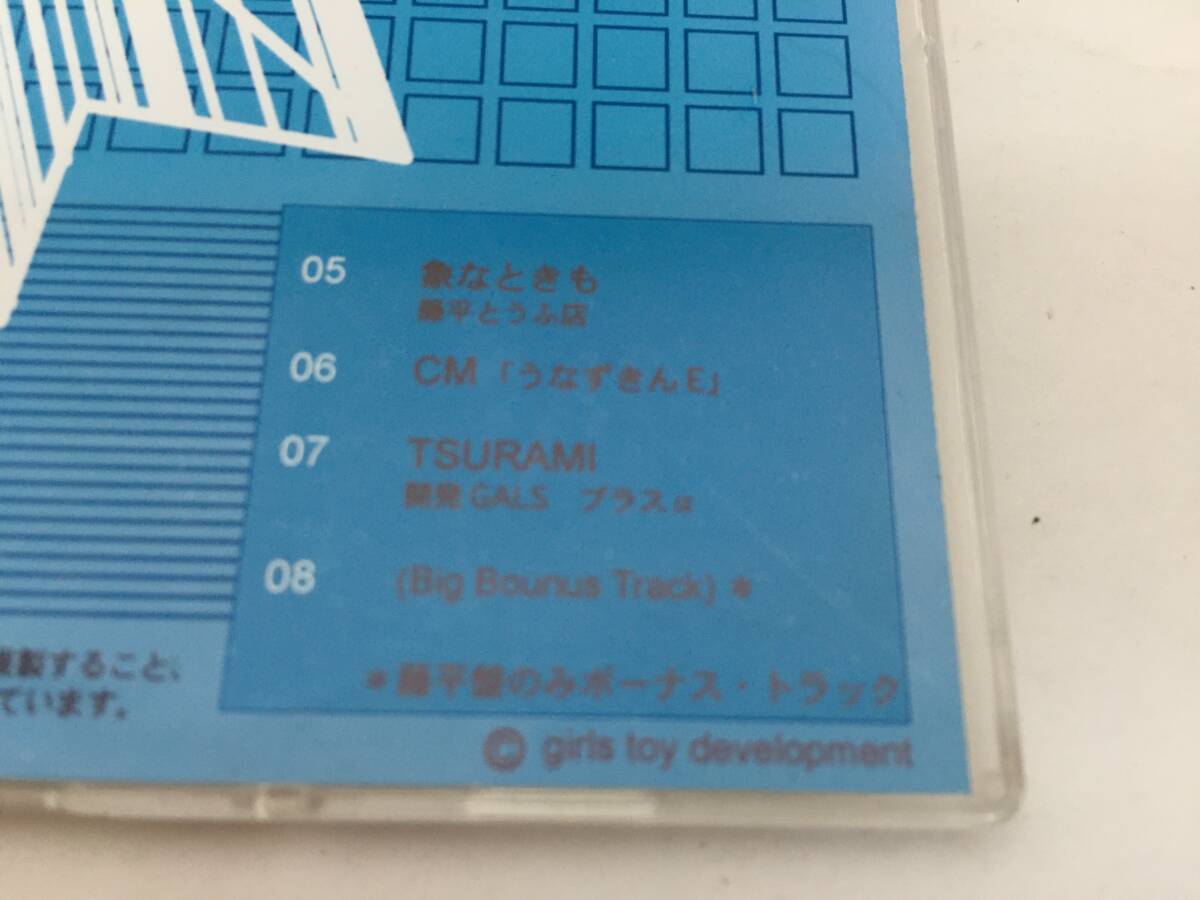 05 象なときも
藤平とうふ店
06 CM「うなずきんE」
07 TSURAMI
開発GALS プラスα
08 (Big Bounus Track) *
製すること、
ています。
*藤平盤のみボーナス・トラック
© girls toy development